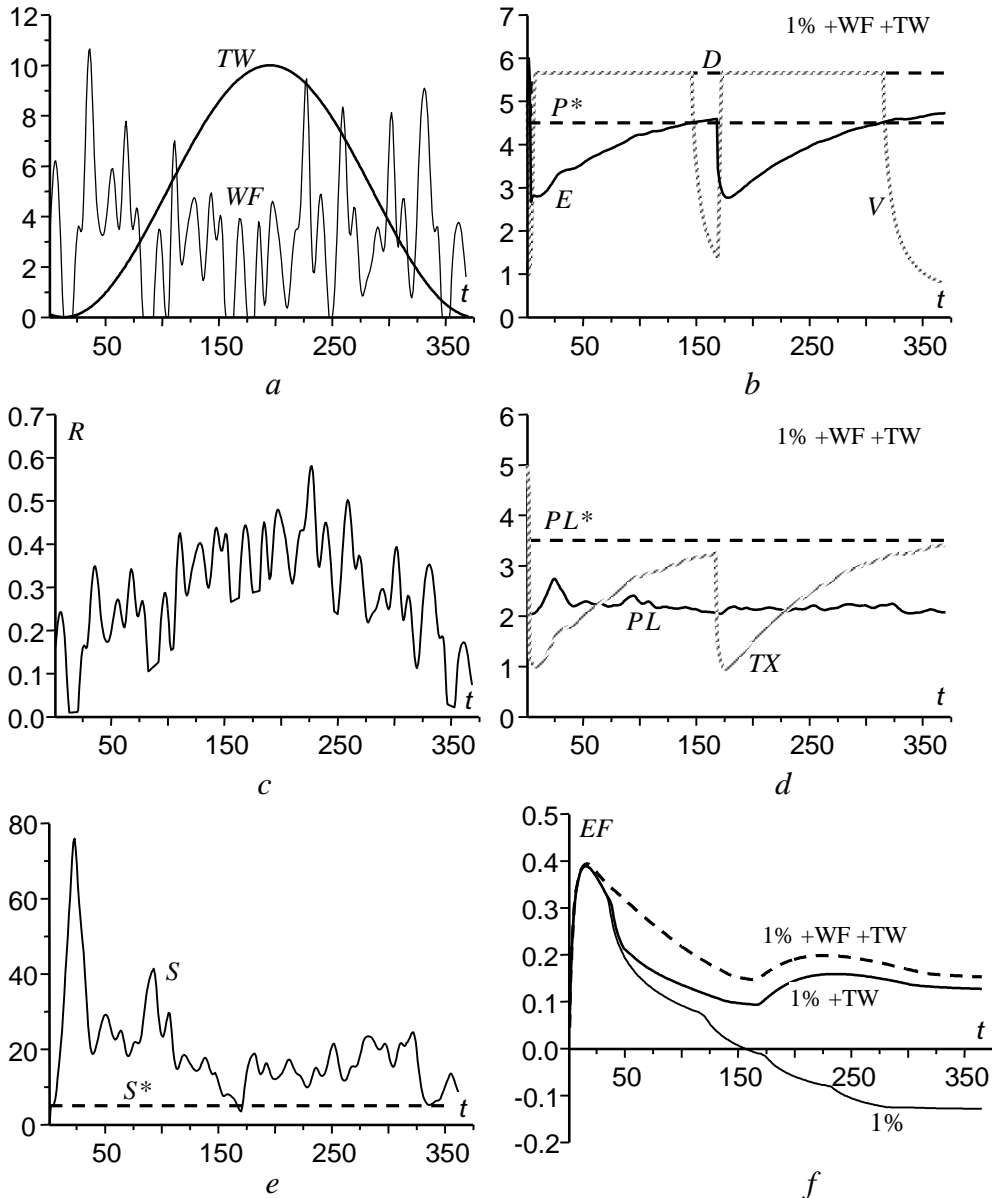 12
10
8
6
4
2
0
TW
WF
t
50 150 250 350
a
7
6
5
4
3
2
1
0
1% +WF +TW
D
P*
E
V
t
50 150 250 350
b
0.7
0.6
0.5
0.4
0.3
0.2
0.1
0.0
R
t
50 150 250 350
c
6
5
4
3
2
1
0
1% +WF +TW
PL*
PL
TX
t
50 150 250 350
d
80
60
40
20
0
S
S*
t
50 150 250 350
e
0.5
0.4
0.3
0.2
0.1
0.0
-0.1
-0.2
EF
1% +WF +TW
1% +TW
t
50 150 250 350
1%
f